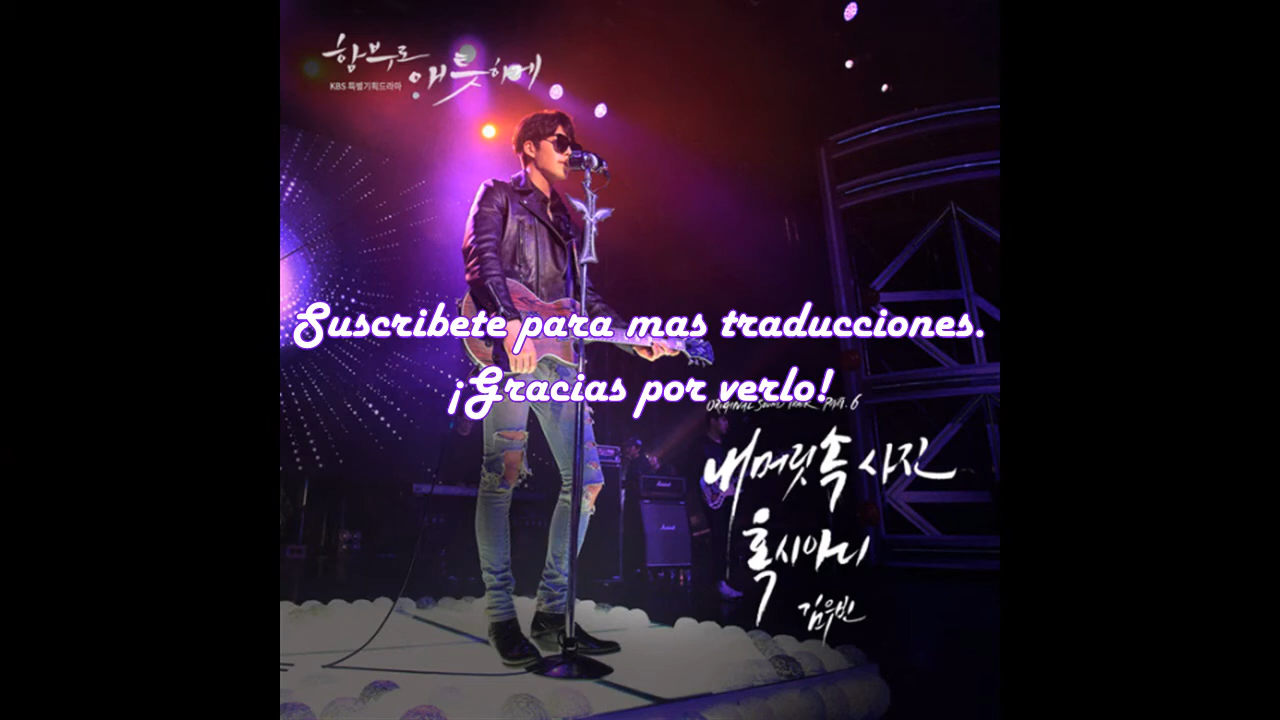 함부로
애틋하게
KBS 특별기획드라마
Suscribete para mas traducciones.
¡Gracias por verlo!
ORIGINAL SOUND TRACK PART. 6
내 머릿속 사진
혹시 아니
김우빈
Marshall
Marshall